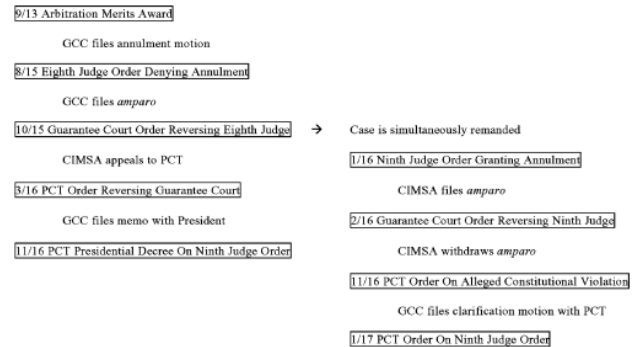 9/13 Arbitration Merits Award
GCC files annulment motion
8/15 Eighth Judge Order Denying Annulment
GCC files amparo
10/15 Guarantee Court Order Reversing Eighth Judge → Case is simultaneously remanded
CIMSA appeals to PCT
3/16 PCT Order Reversing Guarantee Court
GCC files memo with President
11/16 PCT Presidential Decree On Ninth Judge Order
1/16 Ninth Judge Order Granting Annulment
CIMSA files amparo
2/16 Guarantee Court Order Reversing Ninth Judge
CIMSA withdraws amparo
11/16 PCT Order On Alleged Constitutional Violation
GCC files clarification motion with PCT
1/17 PCT Order On Ninth Judge Order